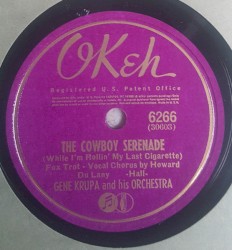 OKeh
Registered U.S. Patent Office
6266
(30603)
THE COWBOY SERENADE
(While I'm Rollin' My Last Cigarette)
Fox Trot - Vocal Chorus by Howard
Du Lany -Hall-
GENE KRUPA and his ORCHESTRA